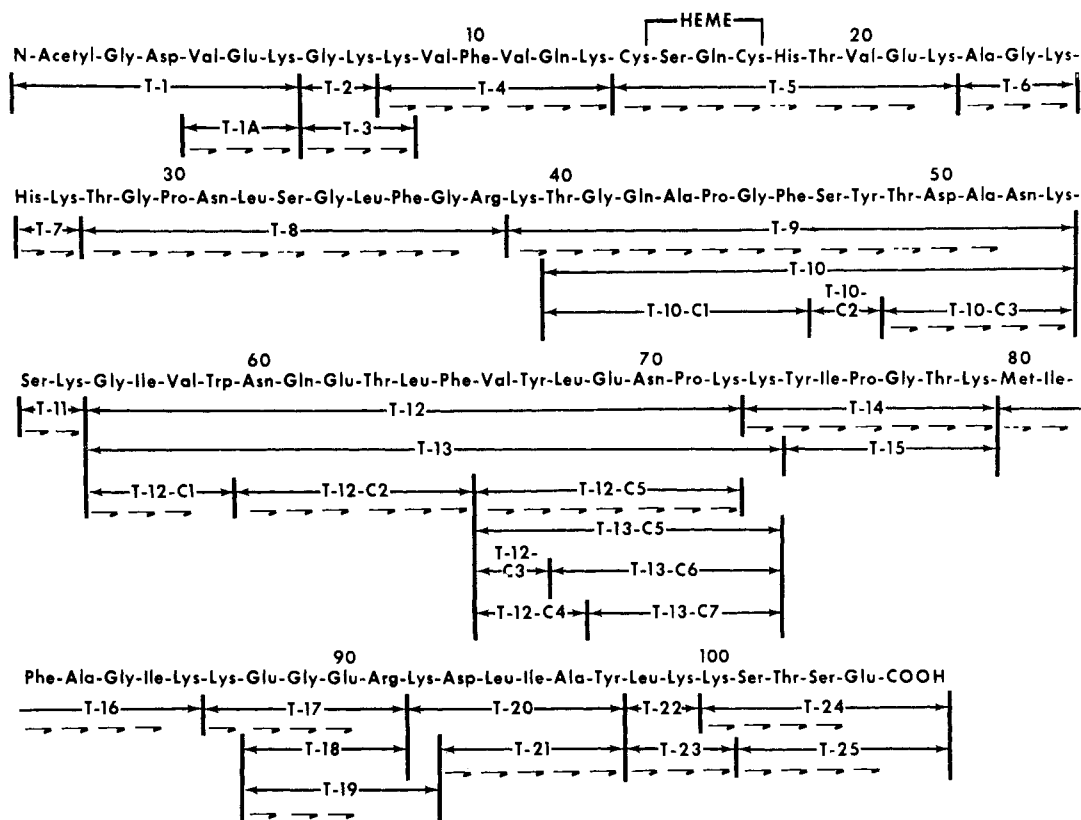 HEME
10 20
N-Acetyl-Gly-Asp-Val-Glu-Lys-Gly-Lys-Lys-Val-Phe-Val-Gln-Lys-Cys-Ser-Gln-Cys-His-Thr-Val-Glu-Lys-Ala-Gly-Lys-
T-1 T-2 T-4 T-5 T-6
T-1A T-3
30 40 50
His-Lys-Thr-Gly-Pro-Asn-Leu-Ser-Gly-Leu-Phe-Gly-Arg-Lys-Thr-Gly-Gln-Ala-Pro-Gly-Phe-Ser-Tyr-Thr-Asp-Ala-Asn-Lys-
T-7 T-8 T-9
T-10
T-10-C1 T-10-C2 T-10-C3
60 70 80
Ser-Lys-Gly-Ile-Val-Trp-Asn-Gln-Glu-Thr-Leu-Phe-Val-Tyr-Leu-Glu-Asn-Pro-Lys-Lys-Tyr-Ile-Pro-Gly-Thr-Lys-Met-Ile-
T-11 T-12 T-14
T-13 T-15
T-12-C1 T-12-C2 T-12-C5
T-13-C5
T-12-C3 T-13-C6
T-12-C4 T-13-C7
90 100
Phe-Ala-Gly-Ile-Lys-Lys-Glu-Gly-Glu-Arg-Lys-Asp-Leu-Ile-Ala-Tyr-Leu-Lys-Lys-Ser-Thr-Ser-Glu-COOH
T-16 T-17 T-20 T-22 T-24
T-18 T-21 T-23 T-25
T-19